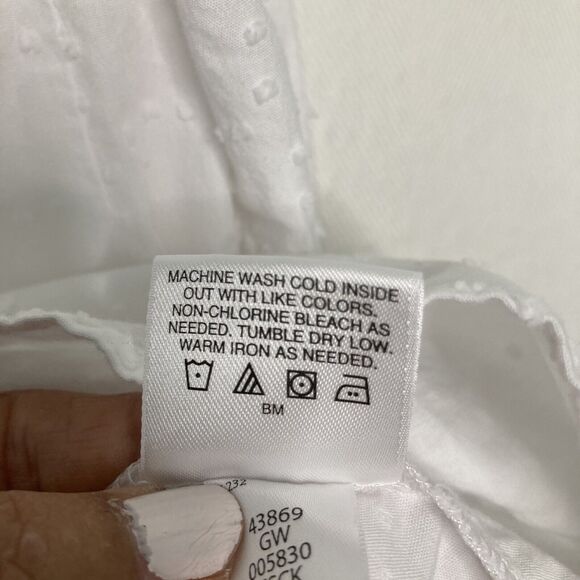 MACHINE WASH COLD INSIDE
OUT WITH LIKE COLORS.
NON-CHLORINE BLEACH AS
NEEDED. TUMBLE DRY LOW.
WARM IRON AS NEEDED.
BM
232
43869
GW
005830